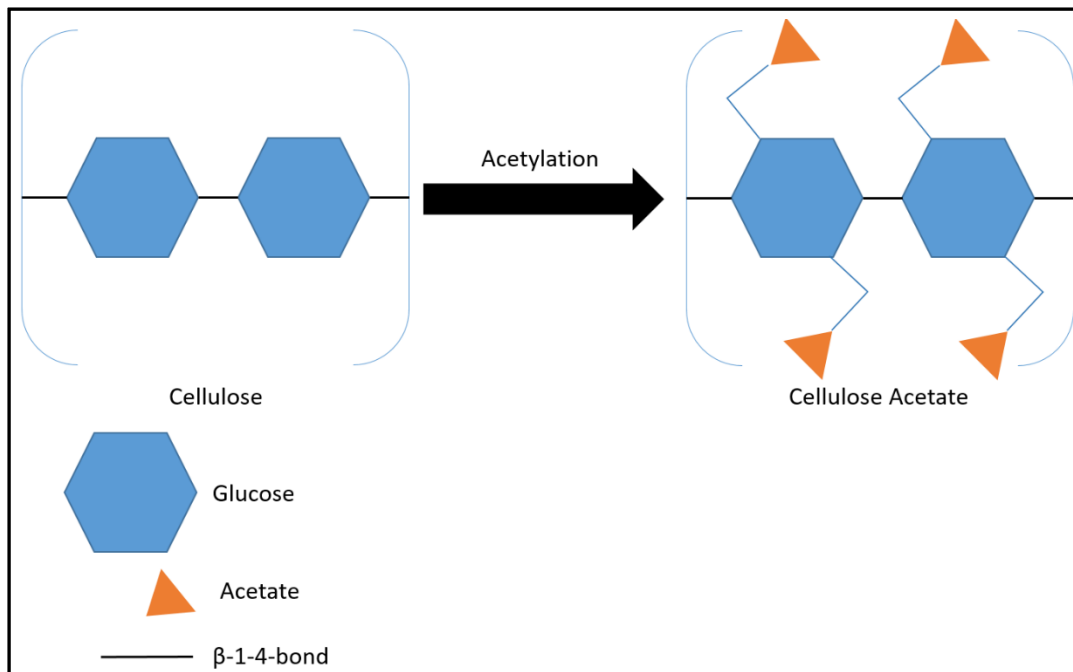 Acetylation
Cellulose
Cellulose Acetate
Glucose
Acetate
β-1-4-bond